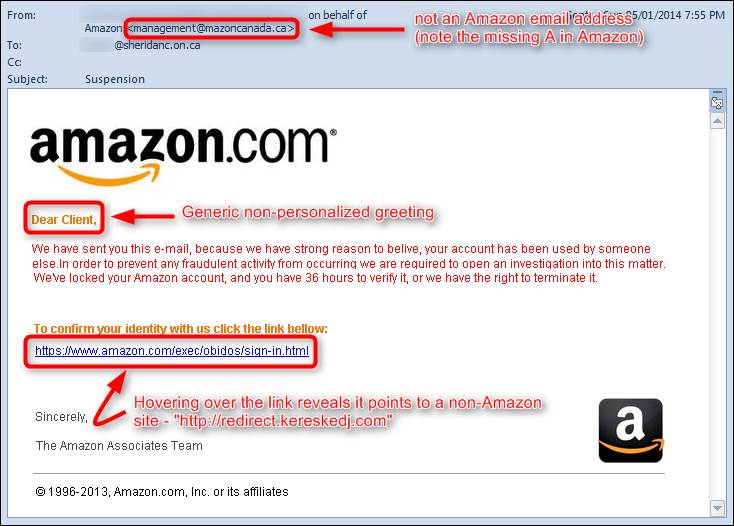 From: on behalf of Sun 05/01/2014 7:55 PM
Amazon <management@mazoncanada.ca>
not an Amazon email address
(note the missing A in Amazon)
To: @sheridanc.on.ca
Cc:
Subject: Suspension
amazon.com®
Dear Client,
Generic non-personalized greeting
We have sent you this e-mail, because we have strong reason to belive, your account has been used by someone
else.In order to prevent any fraudulent activity from occurring we are required to open an investigation into this matter.
We've locked your Amazon account, and you have 36 hours to verify it, or we have the right to terminate it.
To confirm your identity with us click the link bellow:
https://www.amazon.com/exec/obidos/sign-in.html
Hovering over the link reveals it points to a non-Amazon
site - "http://redirect.kereskedj.com"
Sincerely,
The Amazon Associates Team
a
© 1996-2013, Amazon.com, Inc. or its affiliates